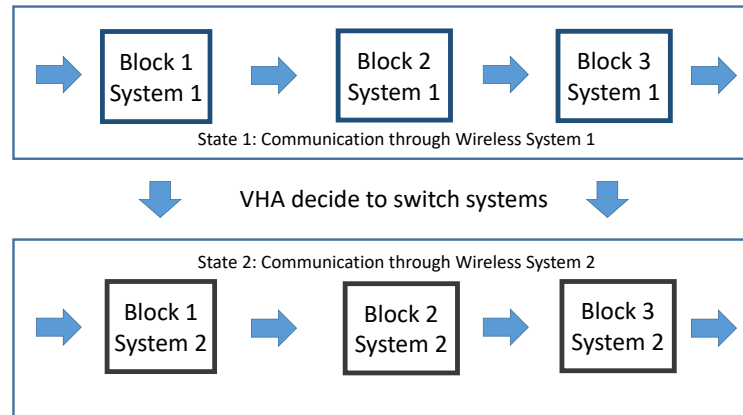 Block 1
System 1
Block 2
System 1
Block 3
System 1
State 1: Communication through Wireless System 1
VHA decide to switch systems
State 2: Communication through Wireless System 2
Block 1
System 2
Block 2
System 2
Block 3
System 2